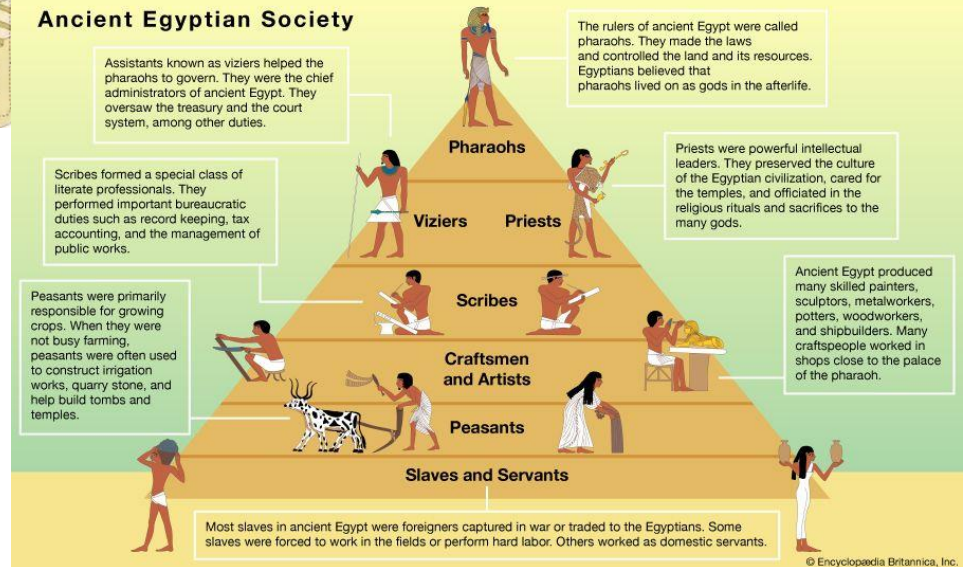 Ancient Egyptian Society
The rulers of ancient Egypt were called
pharaohs. They made the laws
and controlled the land and its resources.
Egyptians believed that
pharaohs lived on as gods in the afterlife.
Assistants known as viziers helped the
pharaohs to govern. They were the chief
administrators of ancient Egypt. They
oversaw the treasury and the court
system, among other duties.
Pharaohs
Priests were powerful intellectual
leaders. They preserved the culture
of the Egyptian civilization, cared for
the temples, and officiated in the
religious rituals and sacrifices to the
many gods.
Scribes formed a special class of
literate professionals. They
performed important bureaucratic
duties such as record keeping, tax
accounting, and the management of
public works.
Viziers
Priests
Scribes
Ancient Egypt produced
many skilled painters,
sculptors, metalworkers,
potters, woodworkers,
and shipbuilders. Many
craftspeople worked in
shops close to the palace
of the pharaoh.
Peasants were primarily
responsible for growing
crops. When they were
not busy farming,
peasants were often used
to construct irrigation
works, quarry stone, and
help build tombs and
temples.
Craftsmen
and Artists
Peasants
Slaves and Servants
Most slaves in ancient Egypt were foreigners captured in war or traded to the Egyptians. Some
slaves were forced to work in the fields or perform hard labor. Others worked as domestic servants.
© Encyclopædia Britannica, Inc.